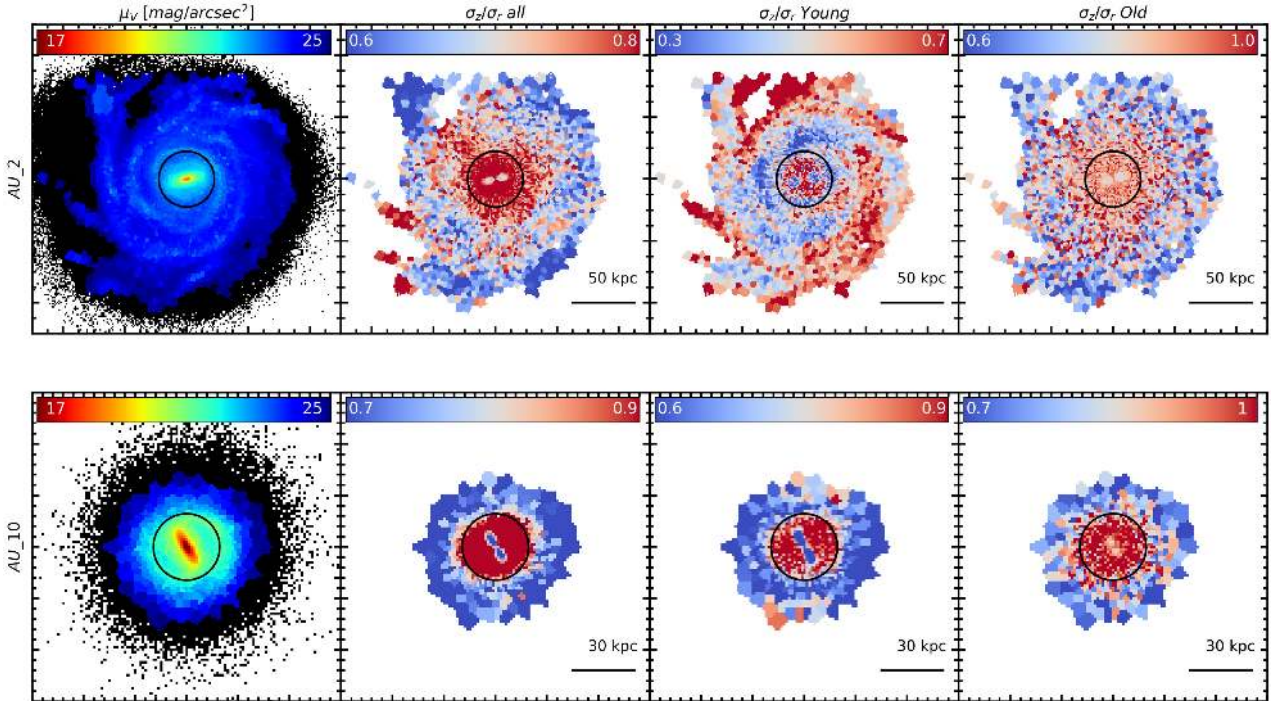 μ_V [mag/arcsec²] σ_z/σ_r all σ_z/σ_r Young σ_z/σ_r Old
17 25 0.6 0.8 0.3 0.7 0.6 1.0
AU_2
50 kpc 50 kpc 50 kpc
17 25 0.7 0.9 0.6 0.9 0.7 1
AU_10
30 kpc 30 kpc 30 kpc